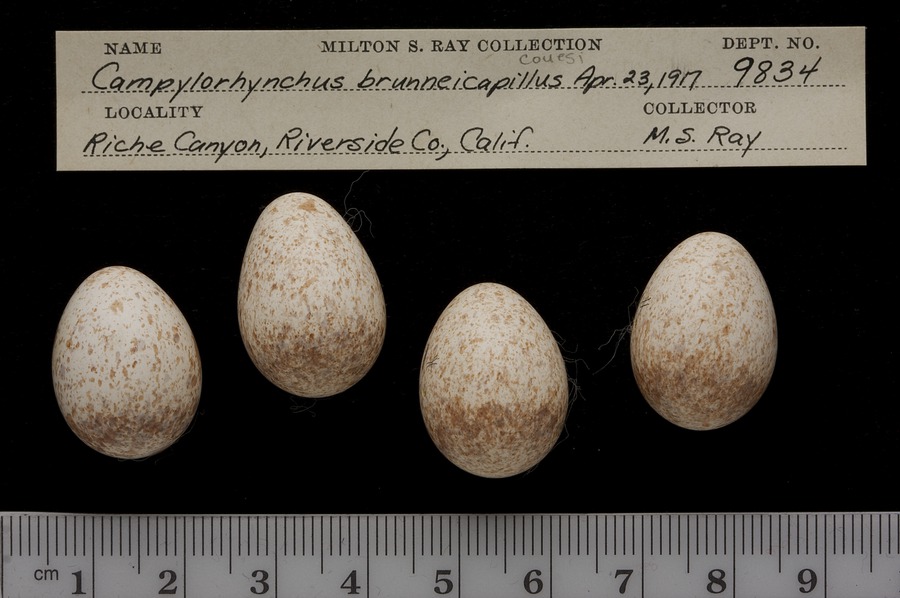 NAME MILTON S. RAY COLLECTION DEPT. NO.
couesi
Campylorhynchus brunneicapillus Apr. 23, 1917 9834
LOCALITY COLLECTOR
Riche Canyon, Riverside Co., Calif. M.S. Ray
cm 1 2 3 4 5 6 7 8 9